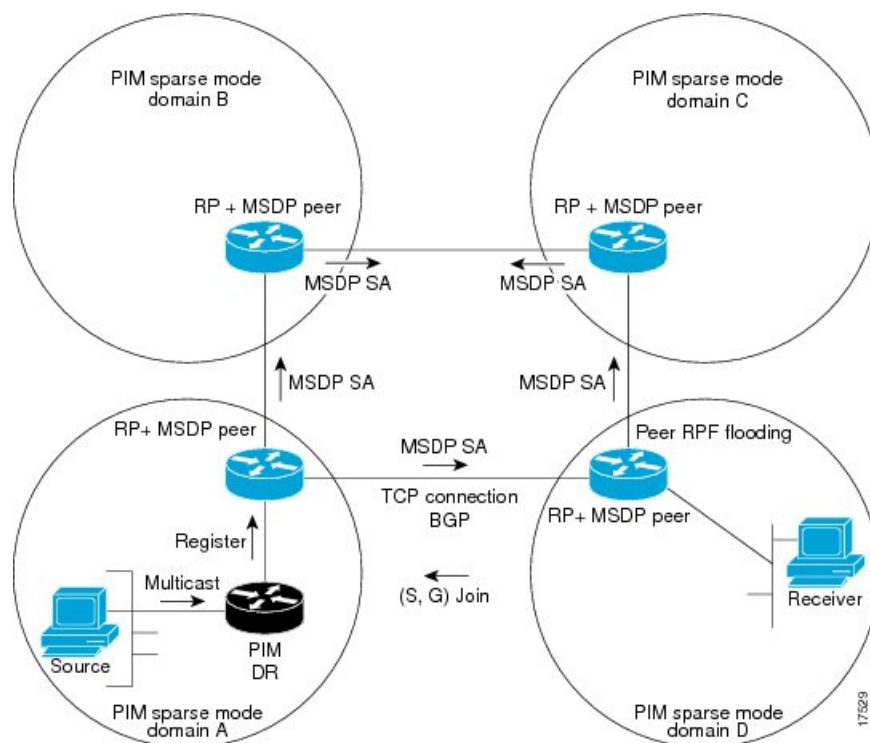 PIM sparse mode
domain B
PIM sparse mode
domain C
RP + MSDP peer
RP + MSDP peer
MSDP SA
MSDP SA
MSDP SA
MSDP SA
RP+ MSDP peer
MSDP SA
Peer RPF flooding
TCP connection
BGP
RP+ MSDP peer
Register
Multicast
(S, G) Join
Receiver
Source
PIM
DR
PIM sparse mode
domain A
PIM sparse mode
domain D
17529